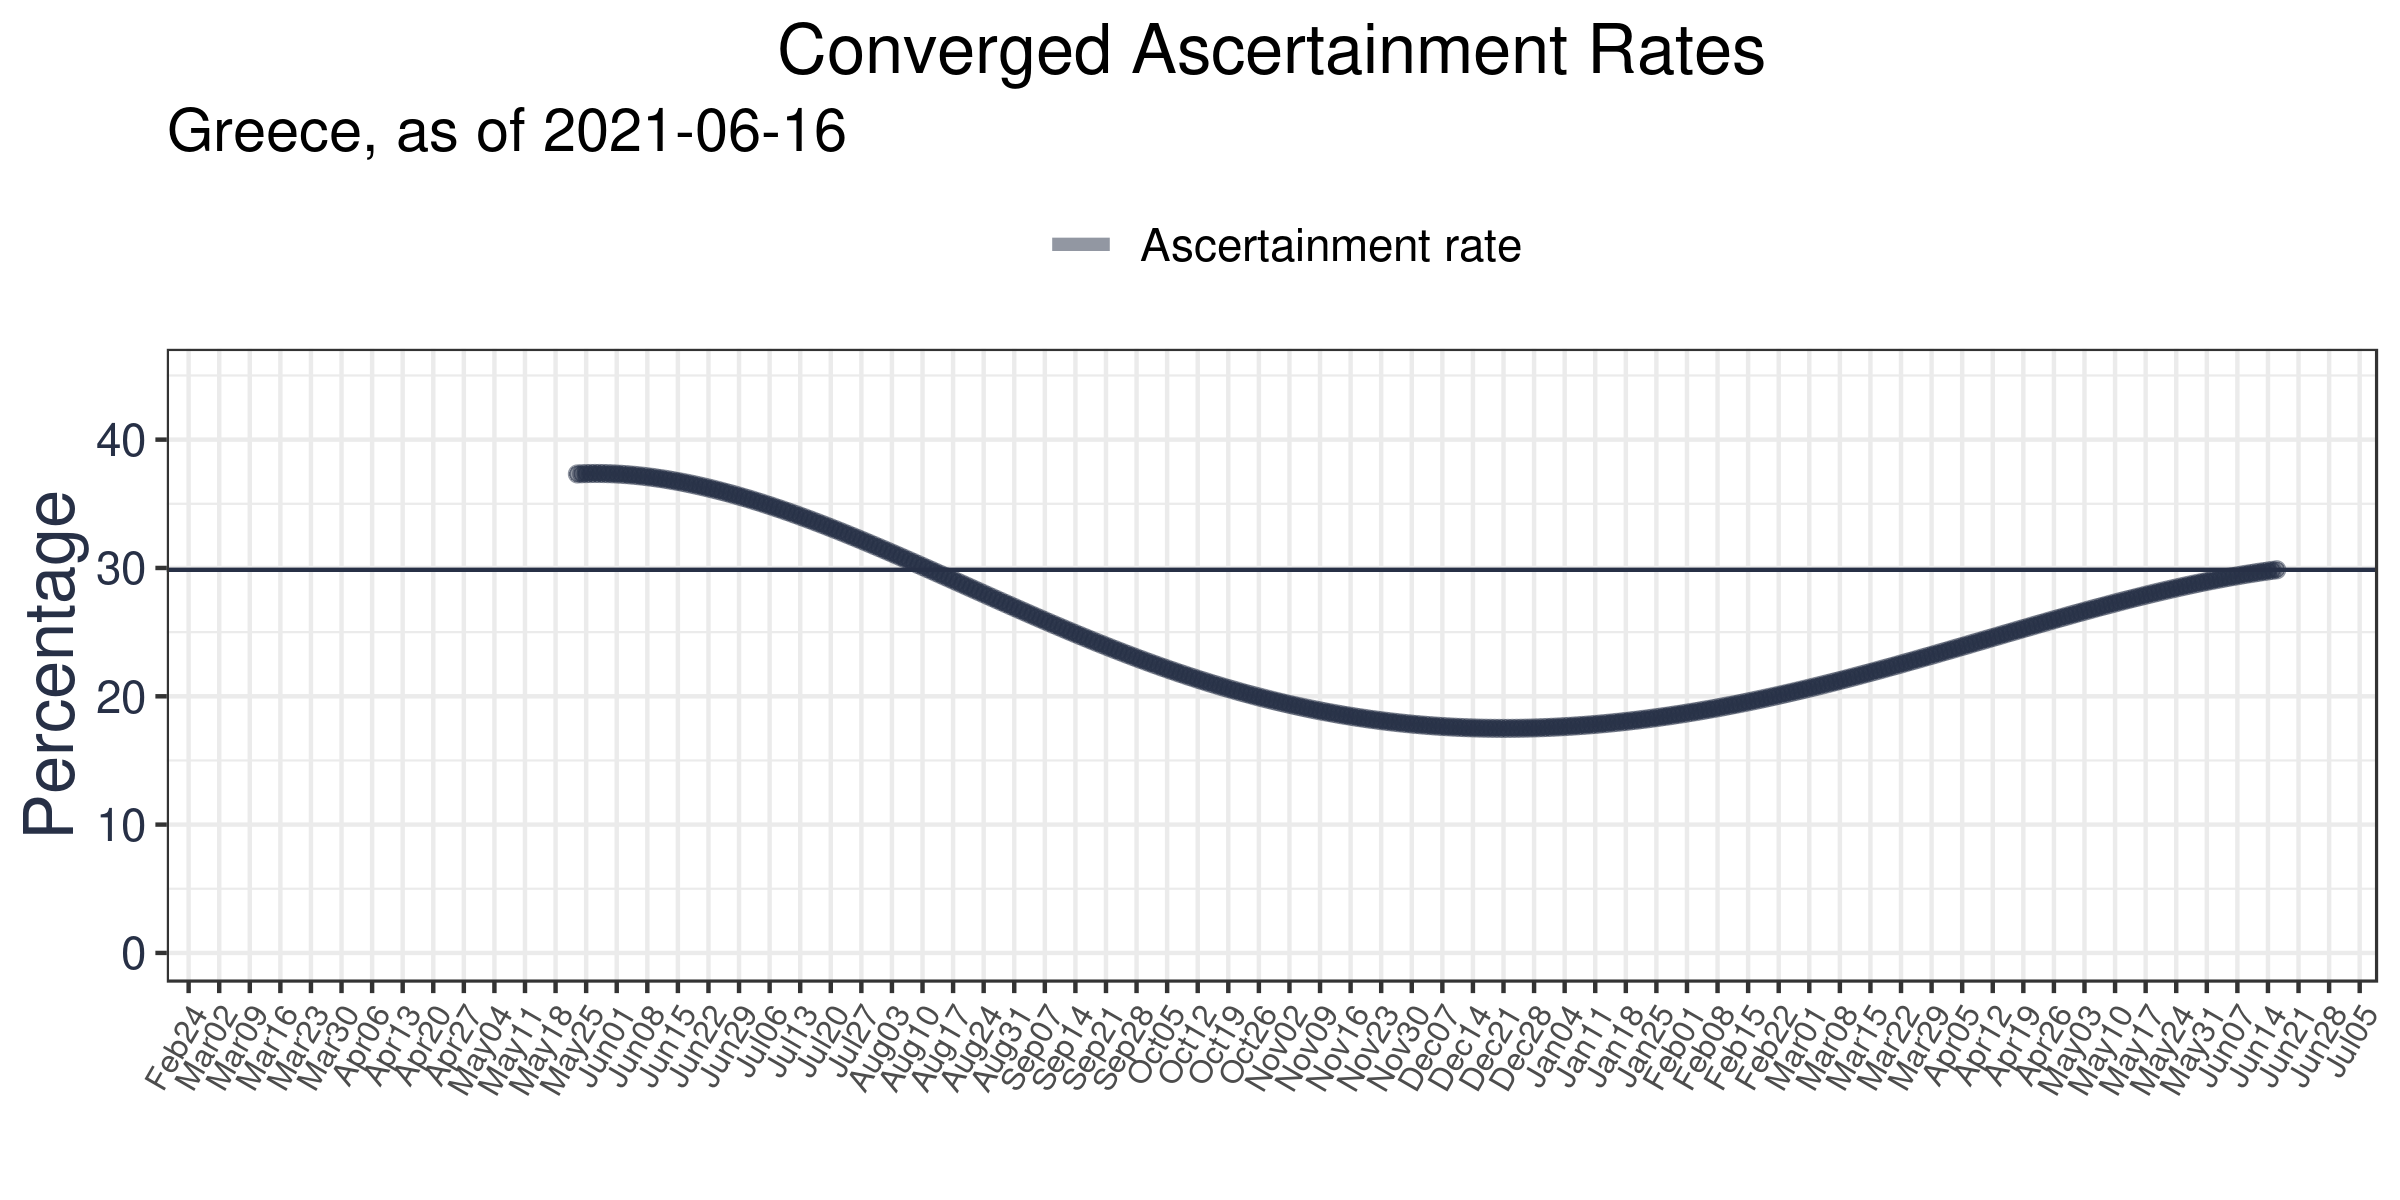 Converged Ascertainment Rates
Greece, as of 2021-06-16
Ascertainment rate
Percentage
40
30
20
10
0
Feb24 Mar02 Mar09 Mar16 Mar23 Mar30 Apr06 Apr13 Apr20 Apr27 May04 May11 May18 May25 Jun01 Jun08 Jun15 Jun22 Jun29 Jul06 Jul13 Jul20 Jul27 Aug03 Aug10 Aug17 Aug24 Aug31 Sep07 Sep14 Sep21 Sep28 Oct05 Oct12 Oct19 Oct26 Nov02 Nov09 Nov16 Nov23 Nov30 Dec07 Dec14 Dec21 Dec28 Jan04 Jan11 Jan18 Jan25 Feb01 Feb08 Feb15 Feb22 Mar01 Mar08 Mar15 Mar22 Mar29 Apr05 Apr12 Apr19 Apr26 May03 May10 May17 May24 May31 Jun07 Jun14 Jun21 Jun28 Jul05